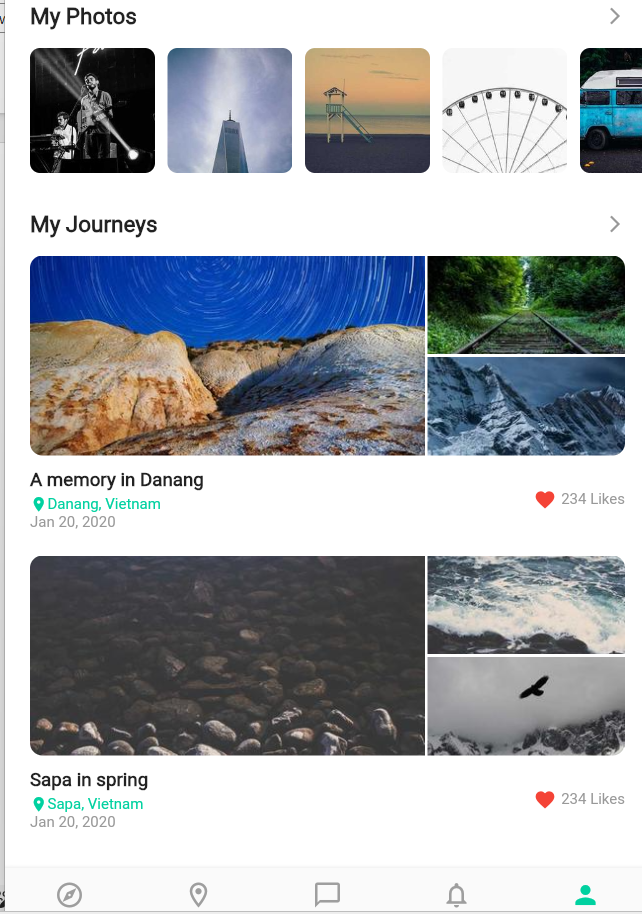 My Photos
My Journeys
A memory in Danang
Danang, Vietnam
Jan 20, 2020
234 Likes
Sapa in spring
Sapa, Vietnam
Jan 20, 2020
234 Likes